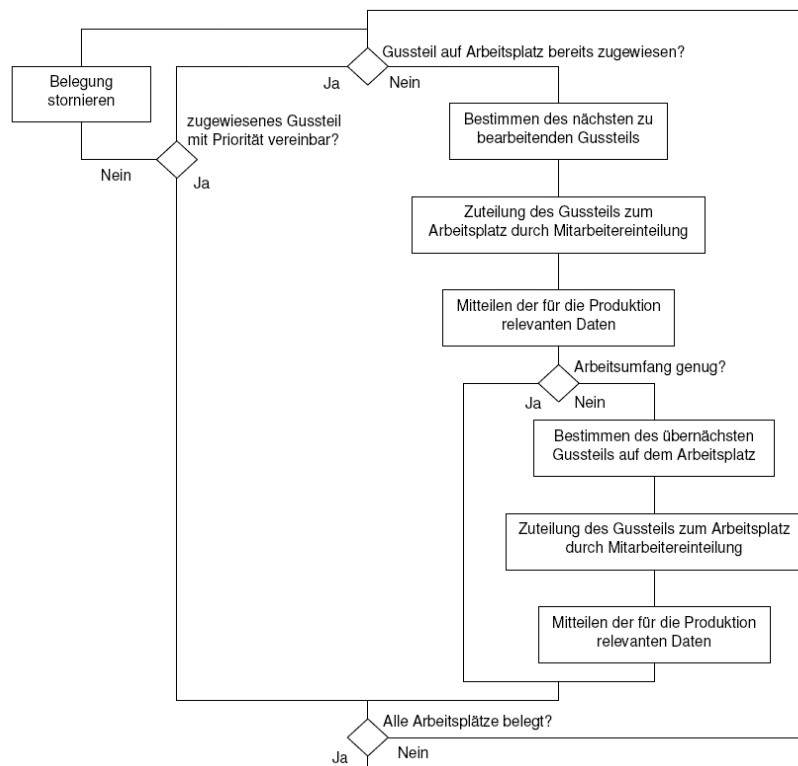 Gussteil auf Arbeitsplatz bereits zugewiesen?
Ja
Nein
Belegung
stornieren
zugewiesenes Gussteil
mit Priorität vereinbar?
Nein
Ja
Bestimmen des nächsten zu
bearbeitenden Gussteils
Zuteilung des Gussteils zum
Arbeitsplatz durch Mitarbeitereinteilung
Mitteilen der für die Produktion
relevanten Daten
Arbeitsumfang genug?
Ja
Nein
Bestimmen des übernächsten
Gussteils auf dem Arbeitsplatz
Zuteilung des Gussteils zum Arbeitsplatz
durch Mitarbeitereinteilung
Mitteilen der für die Produktion
relevanten Daten
Alle Arbeitsplätze belegt?
Ja
Nein